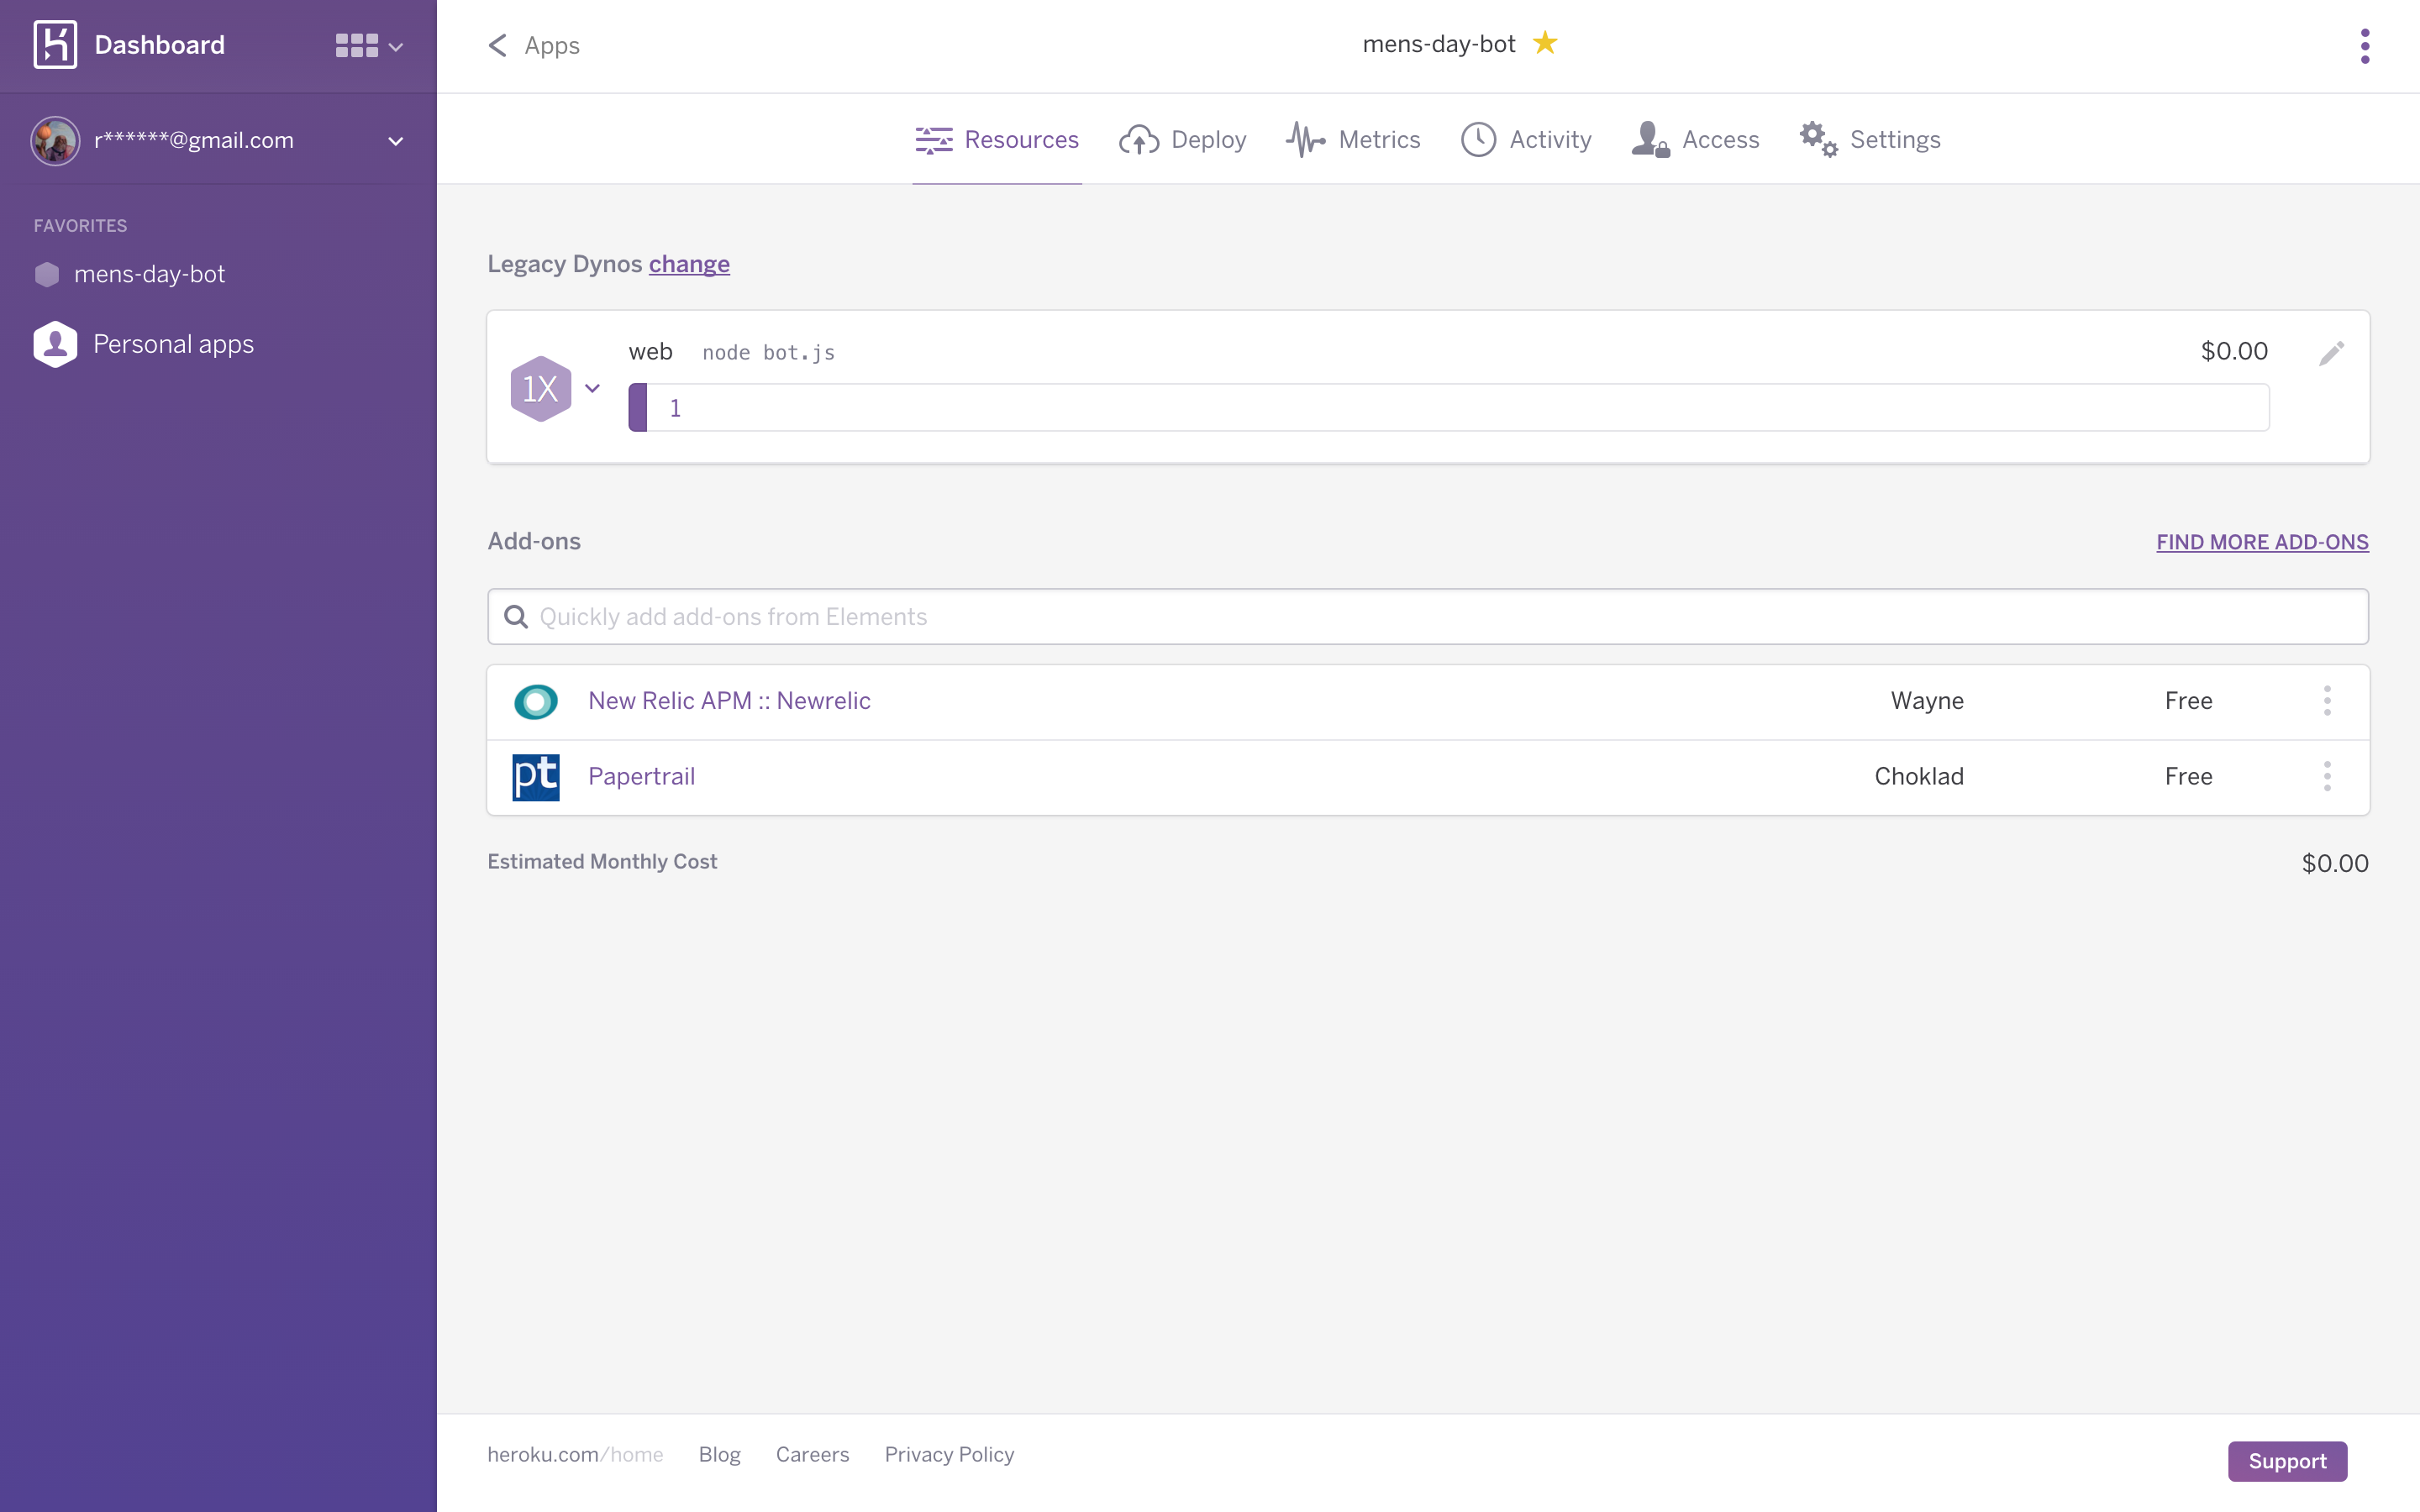 Dashboard
Apps
mens-day-bot
r******@gmail.com
Resources
Deploy
Metrics
Activity
Access
Settings
FAVORITES
mens-day-bot
Personal apps
Legacy Dynos change
1X
web node bot.js $0.00
1
Add-ons FIND MORE ADD-ONS
Quickly add add-ons from Elements
New Relic APM :: Newrelic Wayne Free
pt Papertrail Choklad Free
Estimated Monthly Cost $0.00
heroku.com/home Blog Careers Privacy Policy Support